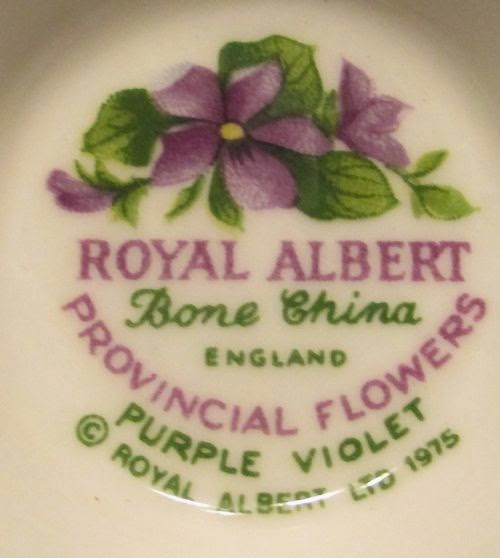 ROYAL ALBERT
Bone China
ENGLAND
PROVINCIAL FLOWERS
PURPLE VIOLET
© ROYAL ALBERT LTD 1975